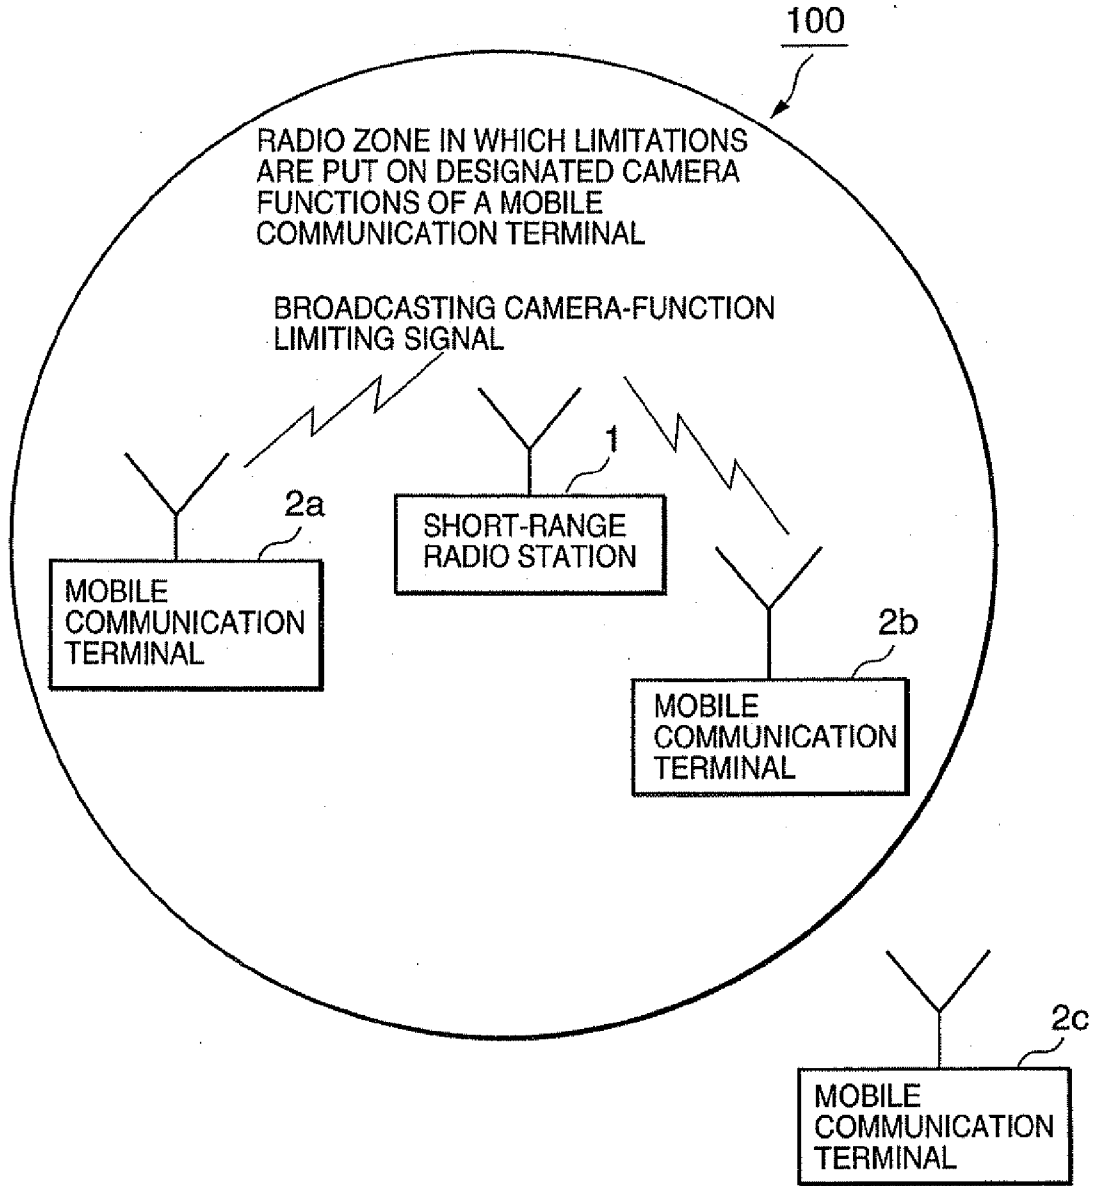 100
RADIO ZONE IN WHICH LIMITATIONS
ARE PUT ON DESIGNATED CAMERA
FUNCTIONS OF A MOBILE
COMMUNICATION TERMINAL
BROADCASTING CAMERA-FUNCTION
LIMITING SIGNAL
1
SHORT-RANGE
RADIO STATION
2a
MOBILE
COMMUNICATION
TERMINAL
2b
MOBILE
COMMUNICATION
TERMINAL
2c
MOBILE
COMMUNICATION
TERMINAL